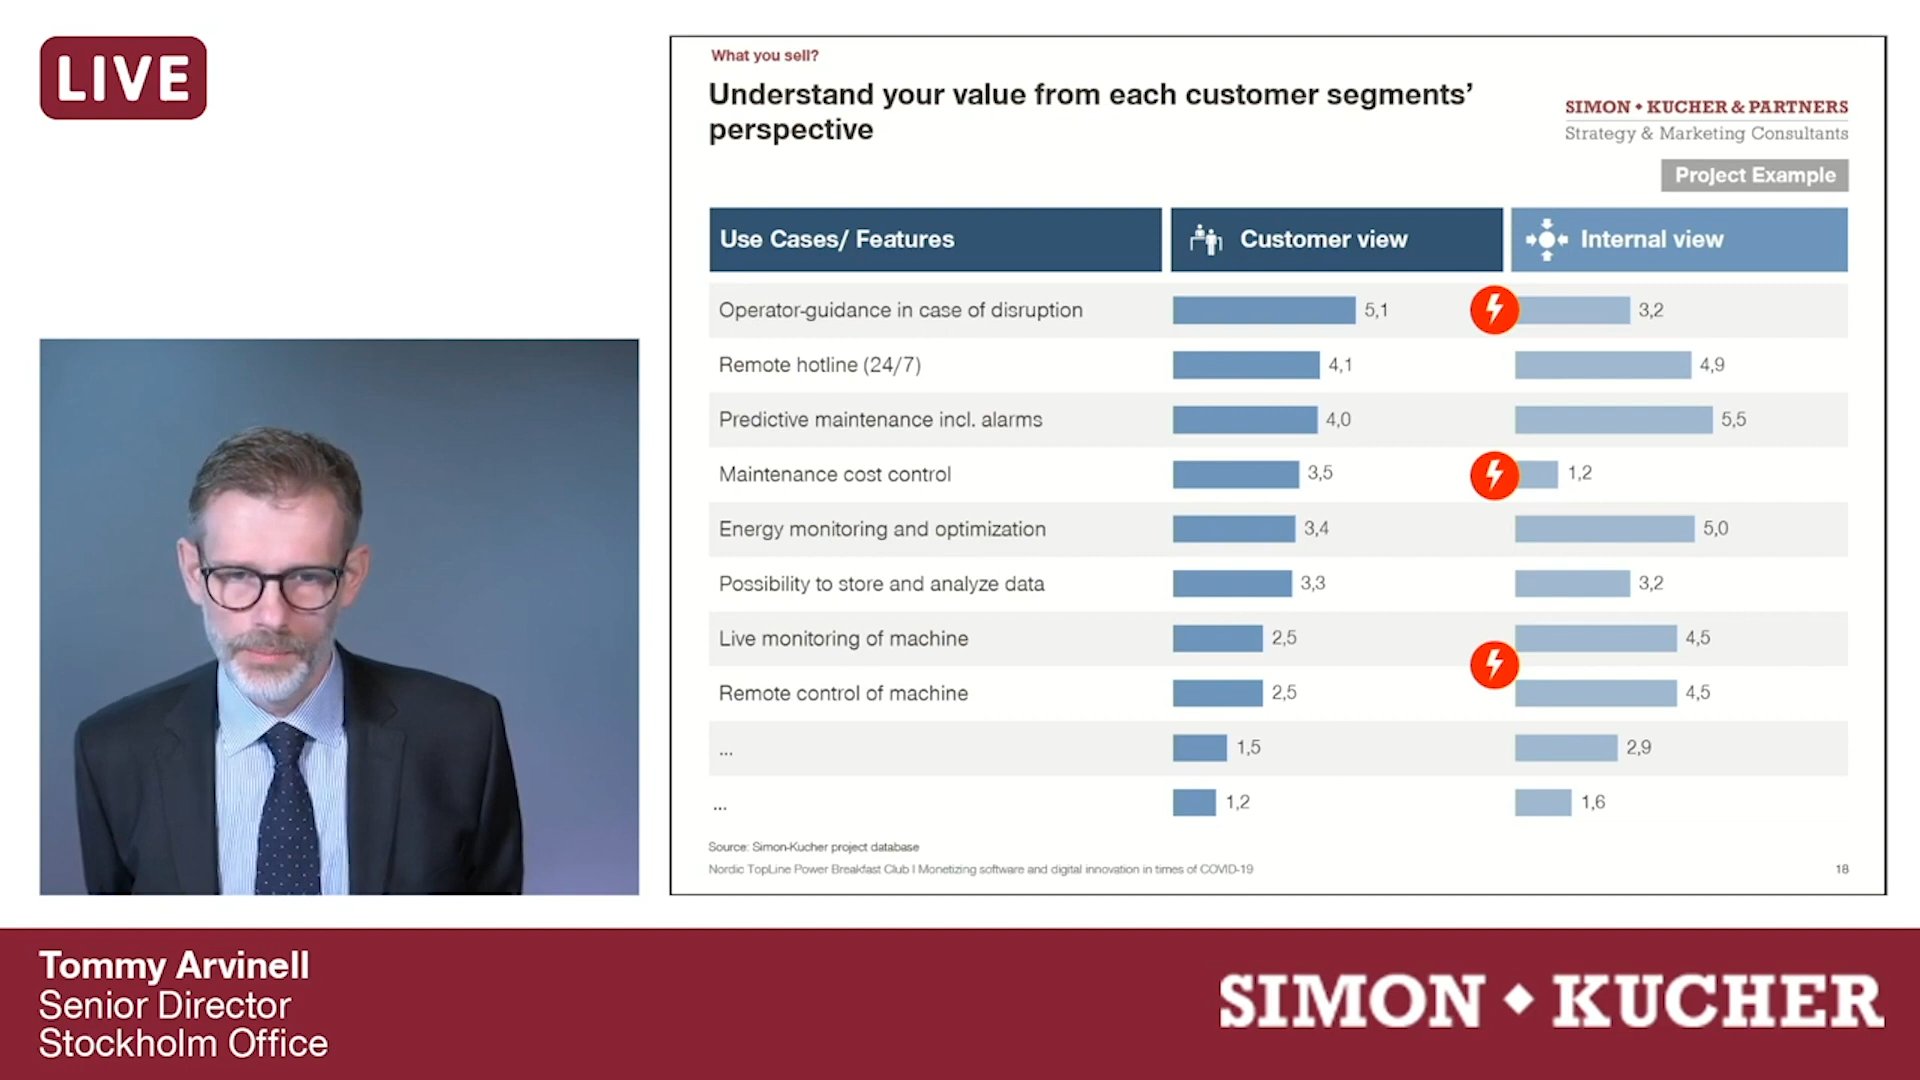 LIVE
What you sell?
Understand your value from each customer segments'
perspective
SIMON • KUCHER & PARTNERS
Strategy & Marketing Consultants
Project Example
Use Cases/ Features
Customer view
Internal view
Operator-guidance in case of disruption 5,1 3,2
Remote hotline (24/7) 4,1 4,9
Predictive maintenance incl. alarms 4,0 5,5
Maintenance cost control 3,5 1,2
Energy monitoring and optimization 3,4 5,0
Possibility to store and analyze data 3,3 3,2
Live monitoring of machine 2,5 4,5
Remote control of machine 2,5 4,5
... 1,5 2,9
... 1,2 1,6
Source: Simon-Kucher project database
Nordic TopLine Power Breakfast Club I Monetizing software and digital innovation in times of COVID-19 18
Tommy Arvinell
Senior Director
Stockholm Office
SIMON ◆ KUCHER